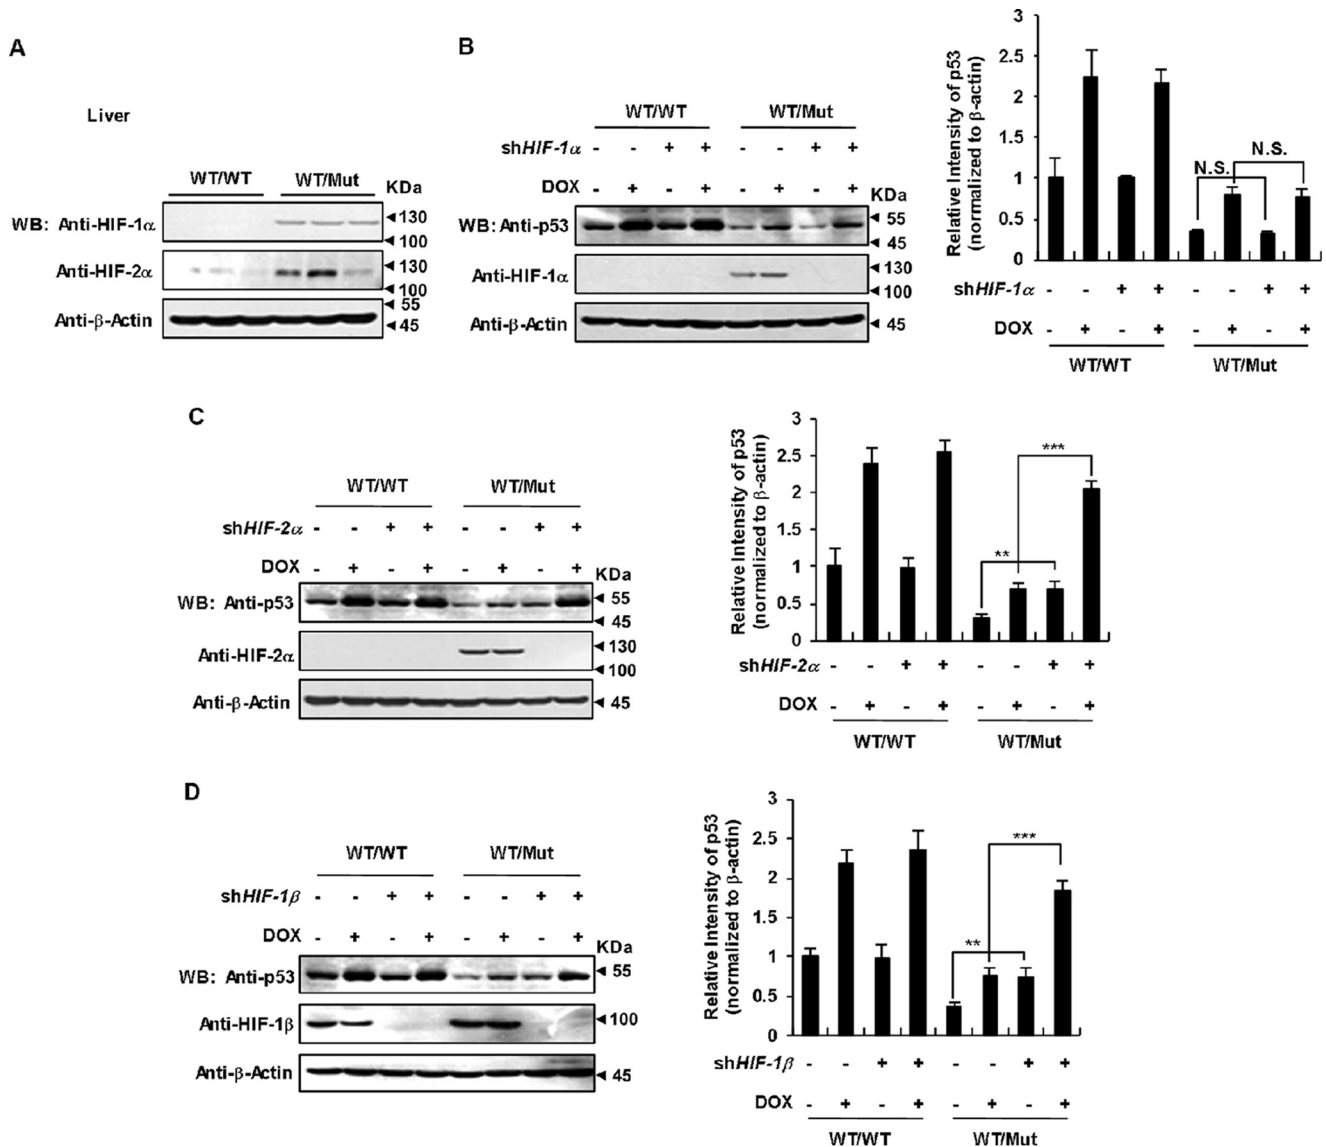 A
Liver
WT/WT WT/Mut KDa
WB: Anti-HIF-1α ◄130
◄100
Anti-HIF-2α ◄130
◄100
Anti-β-Actin ◄55
◄45
B
WT/WT WT/Mut
shHIF-1α - - + + - - + +
DOX - + - + - + - + KDa
WB: Anti-p53 ◄55
◄45
Anti-HIF-1α ◄130
◄100
Anti-β-Actin ◄45
Relative Intensity of p53
(normalized to β-actin)
3
2.5
2
1.5
1
0.5
0
N.S. N.S.
shHIF-1α - - + + - - + +
DOX - + - + - + - +
WT/WT WT/Mut
C
WT/WT WT/Mut
shHIF-2α - - + + - - + +
DOX - + - + - + - + KDa
WB: Anti-p53 ◄55
◄45
Anti-HIF-2α ◄130
◄100
Anti-β-Actin ◄45
Relative Intensity of p53
(normalized to β-actin)
3
2.5
2
1.5
1
0.5
0
** ***
shHIF-2α - - + + - - + +
DOX - + - + - + - +
WT/WT WT/Mut
D
WT/WT WT/Mut
shHIF-1β - - + + - - + +
DOX - + - + - + - + KDa
WB: Anti-p53 ◄55
Anti-HIF-1β ◄100
Anti-β-Actin ◄45
Relative Intensity of p53
(normalized to β-actin)
3
2.5
2
1.5
1
0.5
0
** ***
shHIF-1β - - + + - - + +
DOX - + - + - + - +
WT/WT WT/Mut